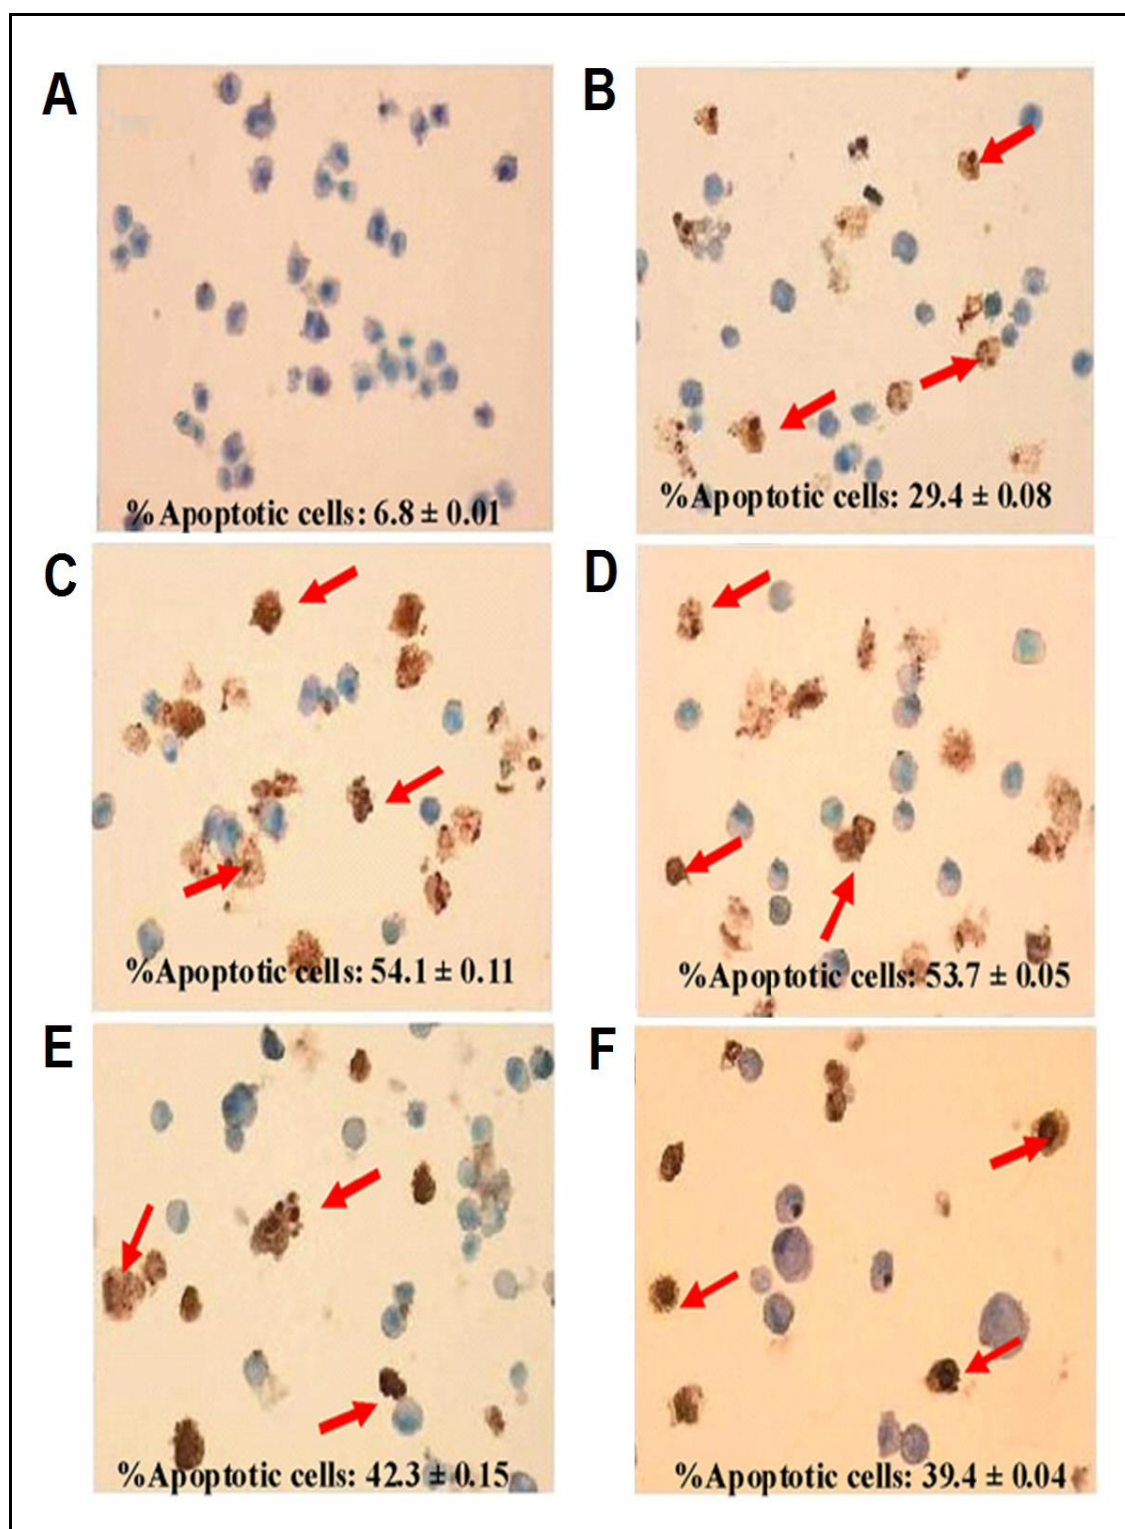 A
B
%Apoptotic cells: 6.8 ± 0.01
%Apoptotic cells: 29.4 ± 0.08
C
D
%Apoptotic cells: 54.1 ± 0.11
%Apoptotic cells: 53.7 ± 0.05
E
F
%Apoptotic cells: 42.3 ± 0.15
%Apoptotic cells: 39.4 ± 0.04